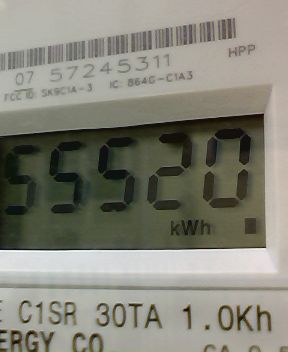 07 57245311
HPP
FCC ID: SK9C1A-3 IC: 864G-C1A3
55520
kWh
C1SR 30TA 1.0Kh
ERGY CO